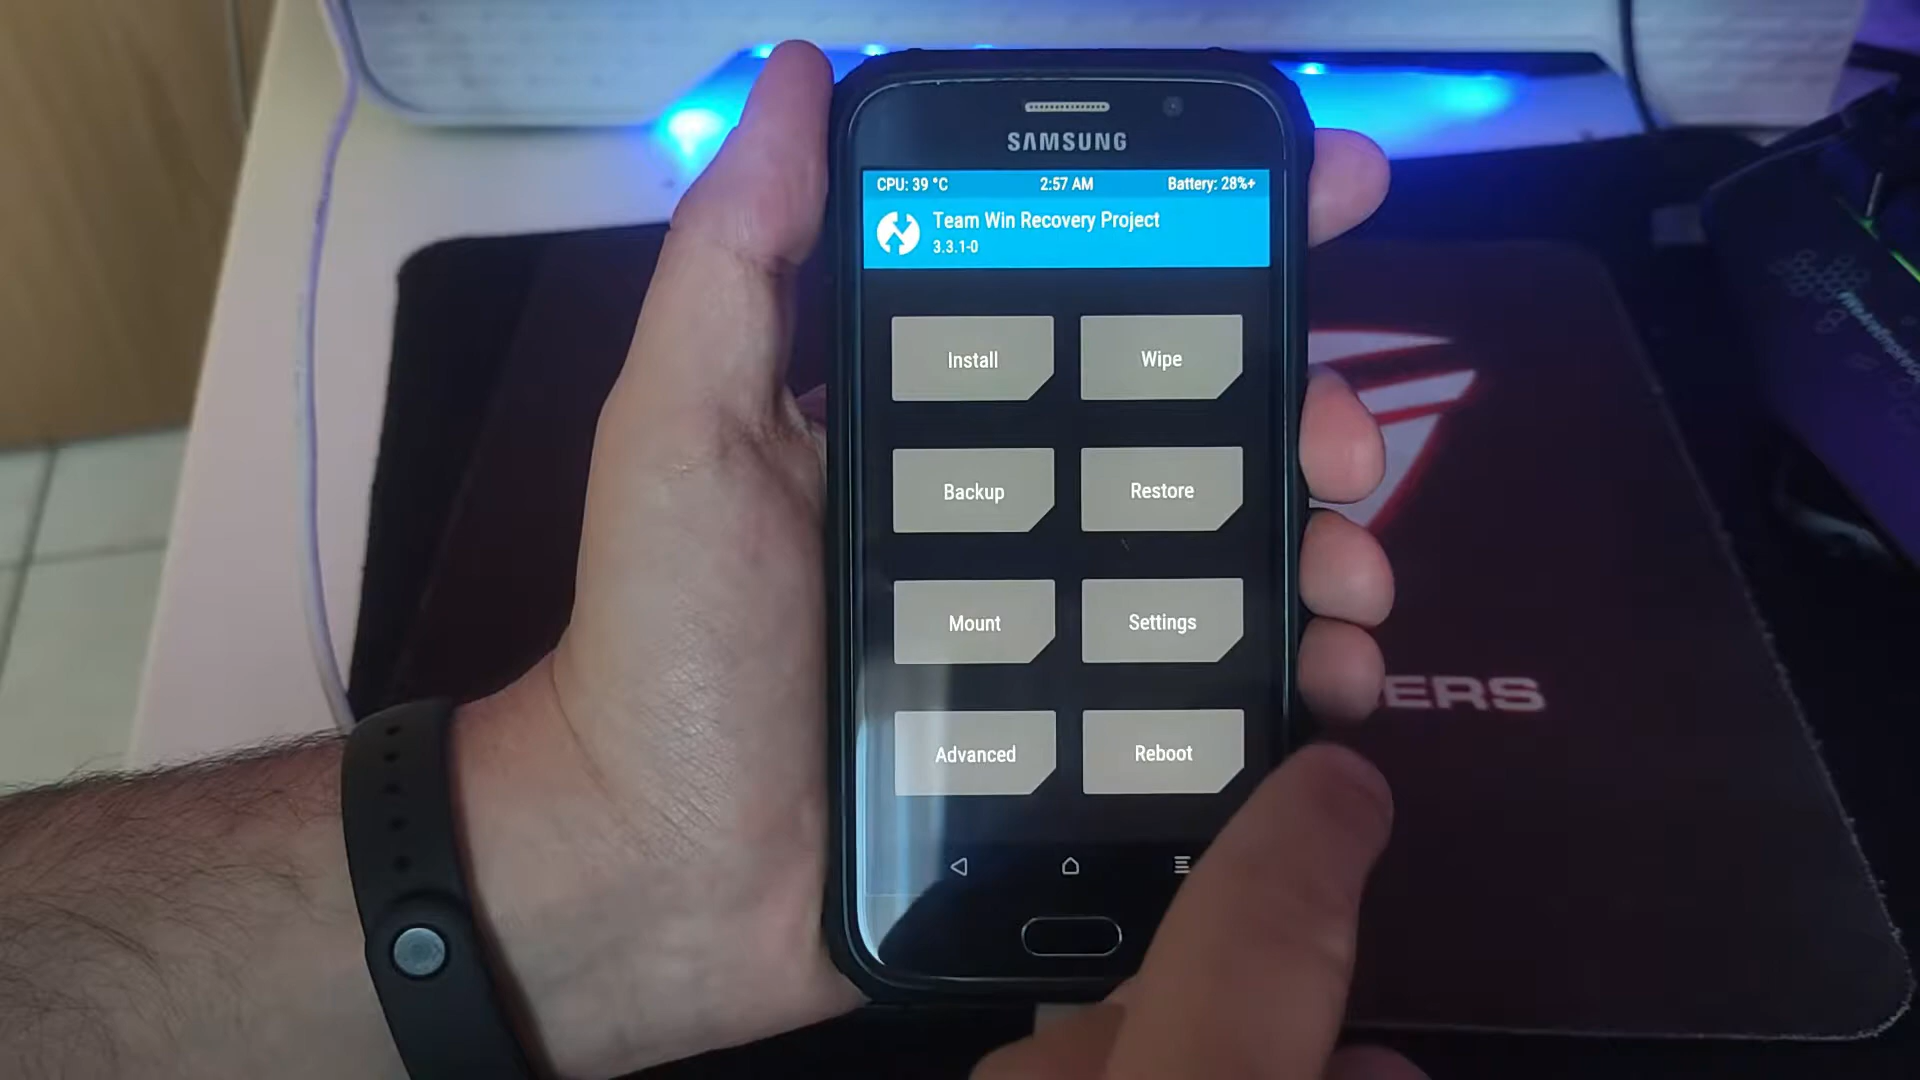 SAMSUNG
CPU: 39 °C 2:57 AM Battery: 28%+
Team Win Recovery Project
3.3.1-0
Install Wipe
Backup Restore
Mount Settings
Advanced Reboot
ERS